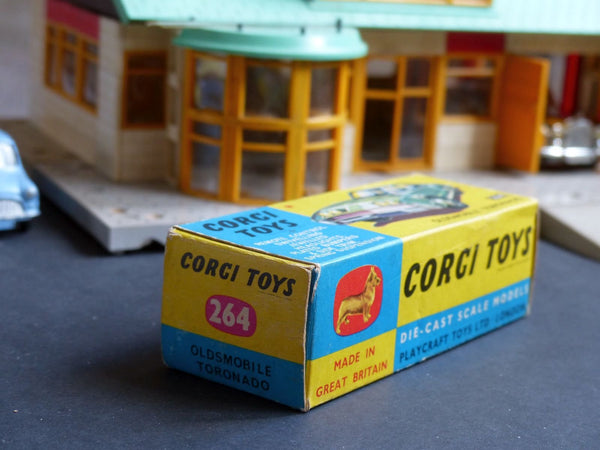 CORGI TOYS
264
OLDSMOBILE
TORONADO
CORGI
TOYS
MADE IN
GREAT BRITAIN
CORGI TOYS
DIE-CAST SCALE MODELS
PLAYCRAFT TOYS LTD LONDON